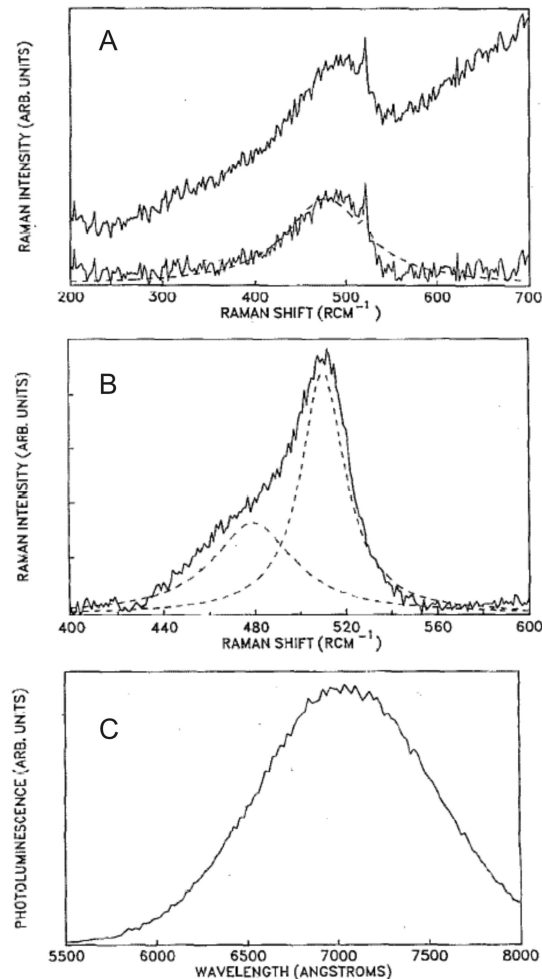 A
RAMAN INTENSITY (ARB. UNITS)
200 300 400 500 600 700
RAMAN SHIFT (RCM⁻¹)
B
RAMAN INTENSITY (ARB. UNITS)
400 440 480 520 560 600
RAMAN SHIFT (RCM⁻¹)
C
PHOTOLUMINESCENCE (ARB. UNITS)
5500 6000 6500 7000 7500 8000
WAVELENGTH (ANGSTROMS)